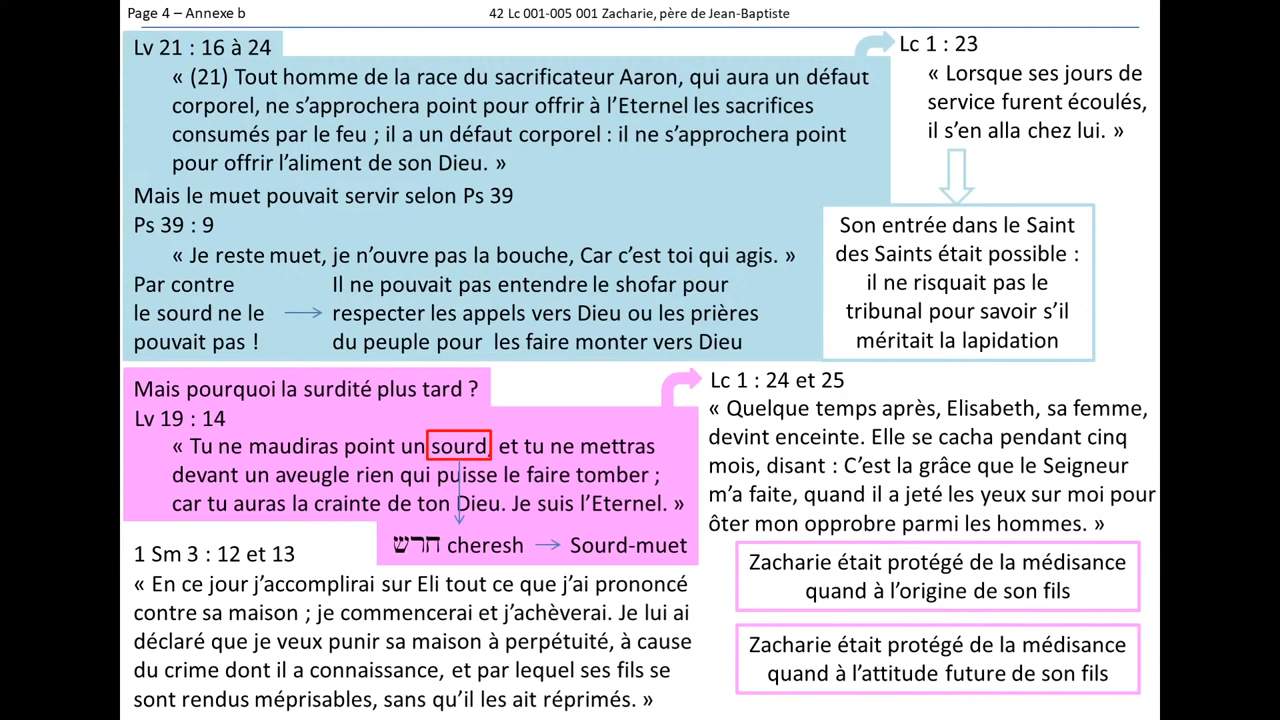 Page 4 – Annexe b
42 Lc 001-005 001 Zacharie, père de Jean-Baptiste
Lv 21 : 16 à 24
« (21) Tout homme de la race du sacrificateur Aaron, qui aura un défaut
corporel, ne s’approchera point pour offrir à l’Eternel les sacrifices
consumés par le feu ; il a un défaut corporel : il ne s’approchera point
pour offrir l’aliment de son Dieu. »
Mais le muet pouvait servir selon Ps 39
Ps 39 : 9
« Je reste muet, je n’ouvre pas la bouche, Car c’est toi qui agis. »
Par contre
le sourd ne le
pouvait pas !
Il ne pouvait pas entendre le shofar pour
respecter les appels vers Dieu ou les prières
du peuple pour les faire monter vers Dieu
Lc 1 : 23
« Lorsque ses jours de
service furent écoulés,
il s’en alla chez lui. »
Son entrée dans le Saint
des Saints était possible :
il ne risquait pas le
tribunal pour savoir s’il
méritait la lapidation
Mais pourquoi la surdité plus tard ?
Lv 19 : 14
« Tu ne maudiras point un sourd, et tu ne mettras
devant un aveugle rien qui puisse le faire tomber ;
car tu auras la crainte de ton Dieu. Je suis l’Eternel. »
חרש cheresh
Sourd-muet
1 Sm 3 : 12 et 13
« En ce jour j’accomplirai sur Eli tout ce que j’ai prononcé
contre sa maison ; je commencerai et j’achèverai. Je lui ai
déclaré que je veux punir sa maison à perpétuité, à cause
du crime dont il a connaissance, et par lequel ses fils se
sont rendus méprisables, sans qu’il les ait réprimés. »
Lc 1 : 24 et 25
« Quelque temps après, Elisabeth, sa femme,
devint enceinte. Elle se cacha pendant cinq
mois, disant : C’est la grâce que le Seigneur
m’a faite, quand il a jeté les yeux sur moi pour
ôter mon opprobre parmi les hommes. »
Zacharie était protégé de la médisance
quant à l’origine de son fils
Zacharie était protégé de la médisance
quand à l’attitude future de son fils